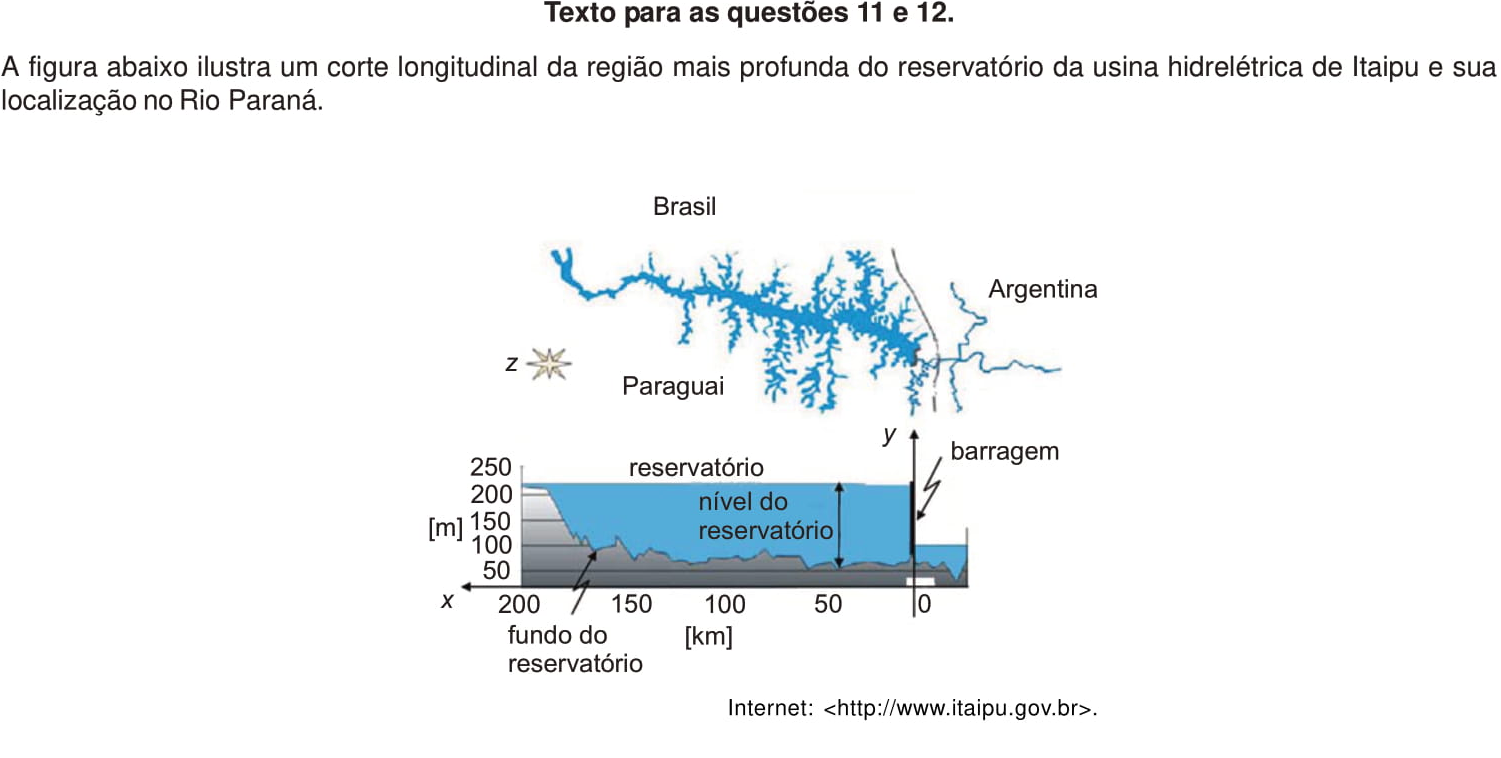 Texto para as questões 11 e 12.
A figura abaixo ilustra um corte longitudinal da região mais profunda do reservatório da usina hidrelétrica de Itaipu e sua
localização no Rio Paraná.
Brasil
Argentina
z
Paraguai
y
barragem
250
reservatório
200
nível do
[m]
150
reservatório
100
50
x
200
150
100
50
0
fundo do
[km]
reservatório
Internet: <http://www.itaipu.gov.br>.